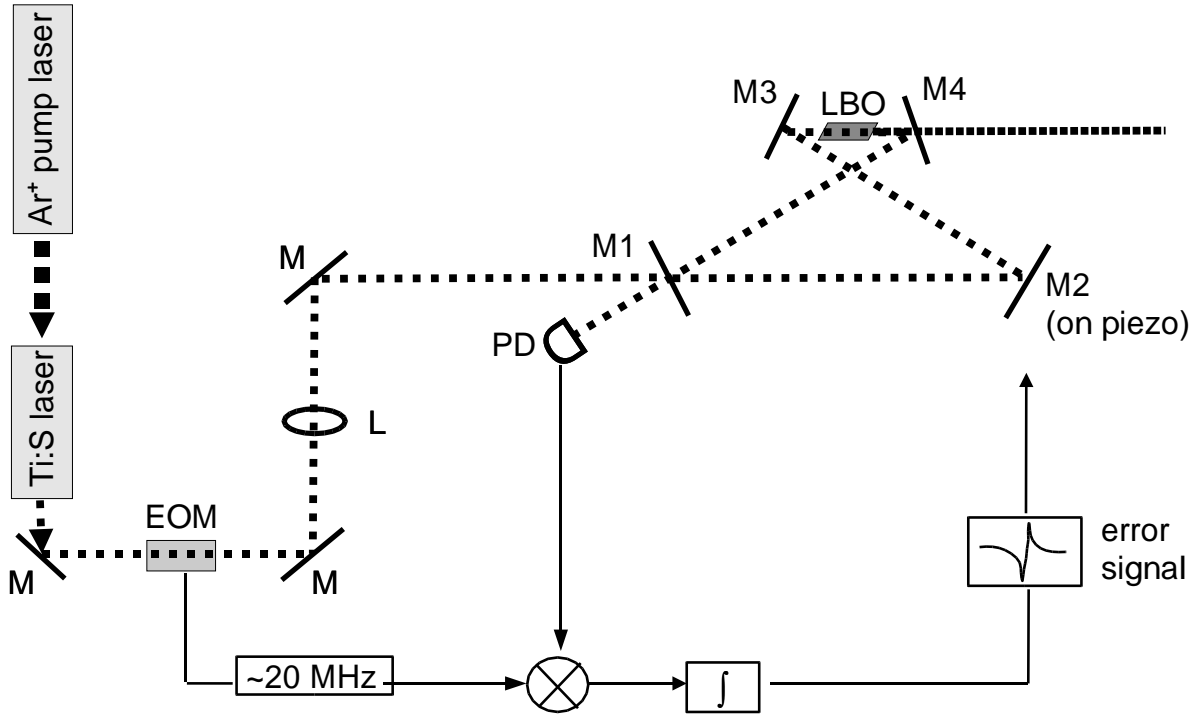 Ar⁺ pump laser
Ti:S laser
M
EOM
M
M
L
PD
M1
M3
LBO
M4
M2
(on piezo)
error
signal
~20 MHz
∫